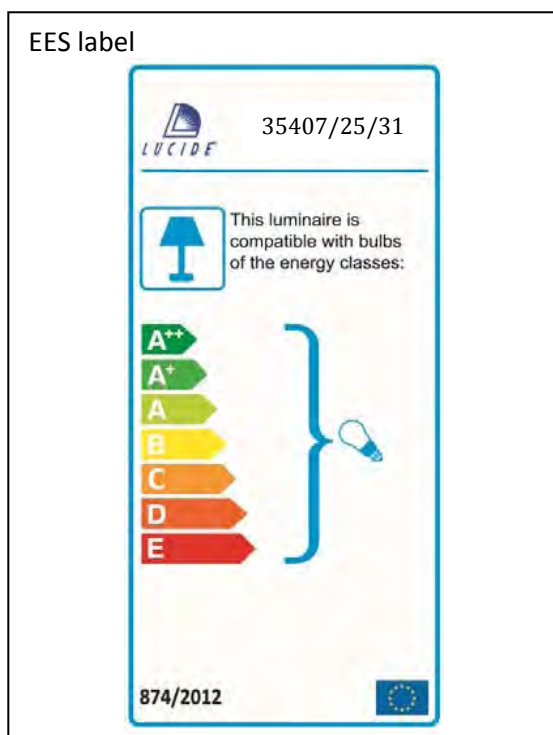 EES label
LUCIDE
35407/25/31
This luminaire is
compatible with bulbs
of the energy classes:
A++
A+
A
B
C
D
E
874/2012